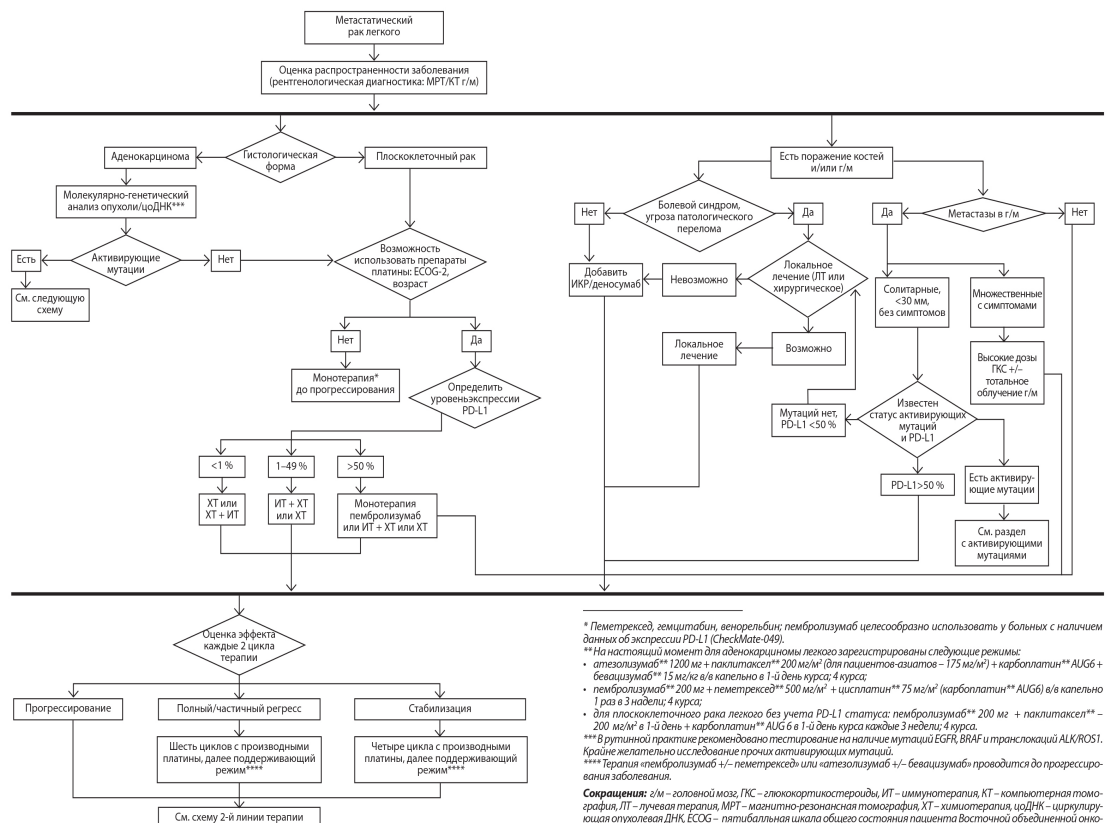 Метастатический
рак легкого
Оценка распространенности заболевания
(рентгенологическая диагностика: МРТ/КТ г/м)
Гистологическая
форма
Аденокарцинома
Плоскоклеточный рак
Молекулярно-генетический
анализ опухоли/цоДНК***
Активирующие
мутации
Есть
Нет
См. следующую
схему
Возможность
использовать препараты
платины: ECOG-2,
возраст
Нет
Да
Монотерапия*
до прогрессирования
Определить
уровеньэкспрессии
PD-L1
<1 %
1–49 %
>50 %
ХТ или
ХТ + ИТ
ИТ + ХТ
или ХТ
Монотерапия
пембролизумаб
или ИТ + ХТ или ХТ
Есть поражение костей
и/или г/м
Болевой синдром,
угроза патологического
перелома
Нет
Да
Метастазы в г/м
Да
Нет
Добавить
ИКР/деносумаб
Невозможно
Локальное
лечение (ЛТ или
хирургическое)
Локальное
лечение
Возможно
Солитарные,
<30 мм,
без симптомов
Множественные
с симптомами
Высокие дозы
ГКС +/–
тотальное
облучение г/м
Мутаций нет,
PD-L1 <50 %
Известен
статус активирующих
мутаций
и PD-L1
PD-L1>50 %
Есть активиру-
ющие мутации
См. раздел
с активирующими
мутациями
Оценка эффекта
каждые 2 цикла
терапии
Прогрессирование
Полный/частичный регресс
Стабилизация
Шесть циклов с производными
платины, далее поддерживающий
режим****
Четыре цикла с производными
платины, далее поддерживающий
режим****
См. схему 2-й линии терапии
* Пеметрексед, гемцитабин, венорельбин; пембролизумаб целесообразно использовать у больных с наличием
данных об экспрессии PD-L1 (CheckMate-049).
** На настоящий момент для аденокарциномы легкого зарегистрированы следующие режимы:
• атезолизумаб** 1200 мг + паклитаксел** 200 мг/м² (для пациентов-азиатов – 175 мг/м²) + карбоплатин** AUG6 +
бевацизумаб** 15 мг/кг в/в капельно в 1-й день курса; 4 курса;
• пембролизумаб** 200 мг + пеметрексед** 500 мг/м² + цисплатин** 75 мг/м² (карбоплатин** AUG6) в/в капельно
1 раз в 3 недели; 4 курса;
• для плоскоклеточного рака легкого без учета PD-L1 статуса: пембролизумаб** 200 мг + паклитаксел** –
200 мг/м² в 1-й день + карбоплатин** AUG 6 в 1-й день курса каждые 3 недели; 4 курса.
*** В рутинной практике рекомендовано тестирование на наличие мутаций EGFR, BRAF и транслокаций ALK/ROS1.
Крайне желательно исследование прочих активирующих мутаций.
**** Терапия «пембролизумаб +/– пеметрексед» или «атезолизумаб +/– бевацизумаб» проводится до прогрессиро-
вания заболевания.
Сокращения: г/м – головной мозг, ГКС – глюкокортикостероиды, ИТ – иммунотерапия, КТ – компьютерная томо-
графия, ЛТ – лучевая терапия, МРТ – магнитно-резонансная томография, ХТ – химиотерапия, цоДНК – циркулиру-
ющая опухолевая ДНК, ECOG – пятибалльная шкала общего состояния пациента Восточной объединенной онко-